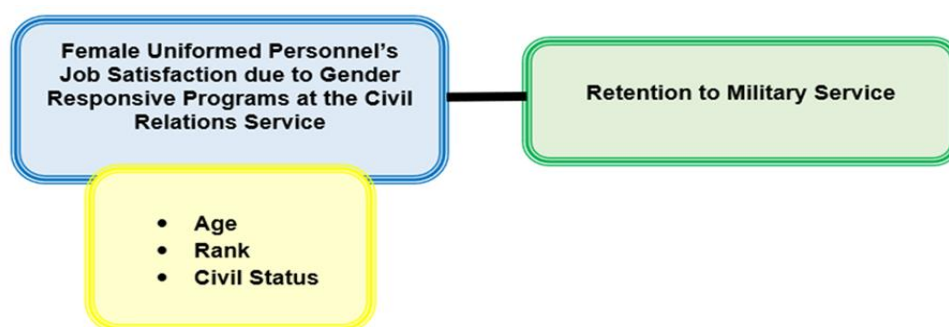 Female Uniformed Personnel’s
Job Satisfaction due to Gender
Responsive Programs at the Civil
Relations Service
Retention to Military Service
• Age
• Rank
• Civil Status